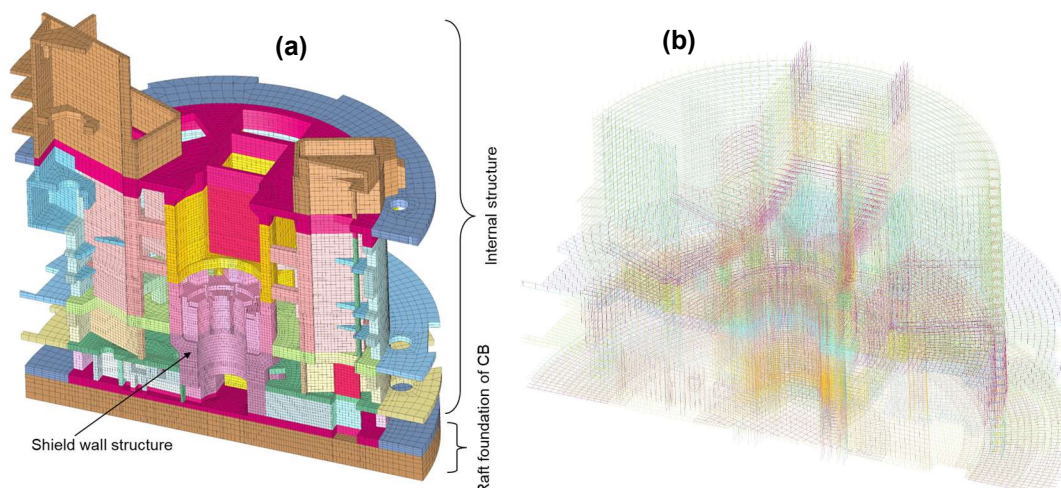 (a)
(b)
Internal structure
Shield wall structure
Raft foundation of CB